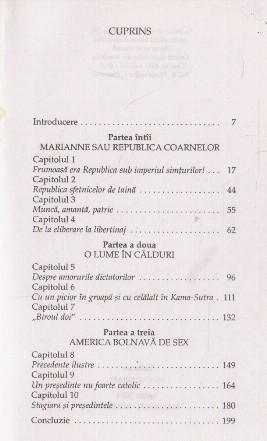 CUPRINS
Introducere 7
Partea întîi
MARIANNE SAU REPUBLICA COARNELOR
Capitolul 1
Frumoasă era Republica sub imperiul simțurilor! . . . 17
Capitolul 2
Republica sfetnicelor de taină 44
Capitolul 3
Muncă, amantă, patrie 55
Capitolul 4
De la eliberare la libertinaj 62
Partea a doua
O LUME ÎN CĂLDURI
Capitolul 5
Despre amorurile dictatorilor 96
Capitolul 6
Cu un picior în groapă și cu celălalt în Kama-Sutra . 111
Capitolul 7
„Biroul doi" 132
Partea a treia
AMERICA BOLNAVĂ DE SEX
Capitolul 8
Precedente ilustre 149
Capitolul 9
Un președinte nu foarte catolic 164
Capitolul 10
Stagiara și președintele 180
Concluzie 199